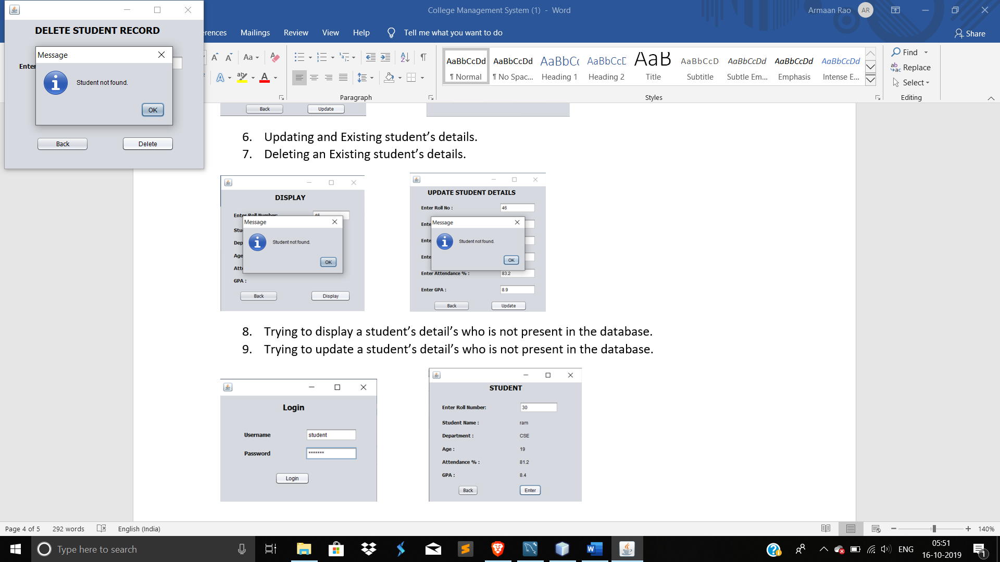 College Management System (1) - Word
Armaan Rao
AR
DELETE STUDENT RECORD
Message
Student not found.
OK
Enter
Back
Delete
rences
Mailings
Review
View
Help
Tell me what you want to do
Share
Aa
Paragraph
AaBbCcDd
¶ Normal
AaBbCcDd
¶ No Spac...
AaBbCc
Heading 1
AaBbCcD
Heading 2
AaB
Title
AaBbCcD
Subtitle
AaBbCcDd
Subtle Em...
AaBbCcDd
Emphasis
AaBbCcDd
Intense E...
Styles
Find
Replace
Select
Editing
Back
Update
6. Updating and Existing student’s details.
7. Deleting an Existing student’s details.
DISPLAY
Enter Roll Number:
46
Message
Student not found.
OK
Stu
Dep
Age
Atte
GPA :
Back
Display
UPDATE STUDENT DETAILS
Enter Roll No :
46
Message
Student not found.
OK
Ente
Ente
Ente
Enter Attendance % :
83.2
Enter GPA :
8.9
Back
Update
8. Trying to display a student’s detail’s who is not present in the database.
9. Trying to update a student’s detail’s who is not present in the database.
Login
Username
student
Password
*******
Login
STUDENT
Enter Roll Number:
30
Student Name :
ram
Department :
CSE
Age :
19
Attendance % :
81.2
GPA :
8.4
Back
Enter
Page 4 of 5
292 words
English (India)
140%
Type here to search
ENG
05:51
16-10-2019
1